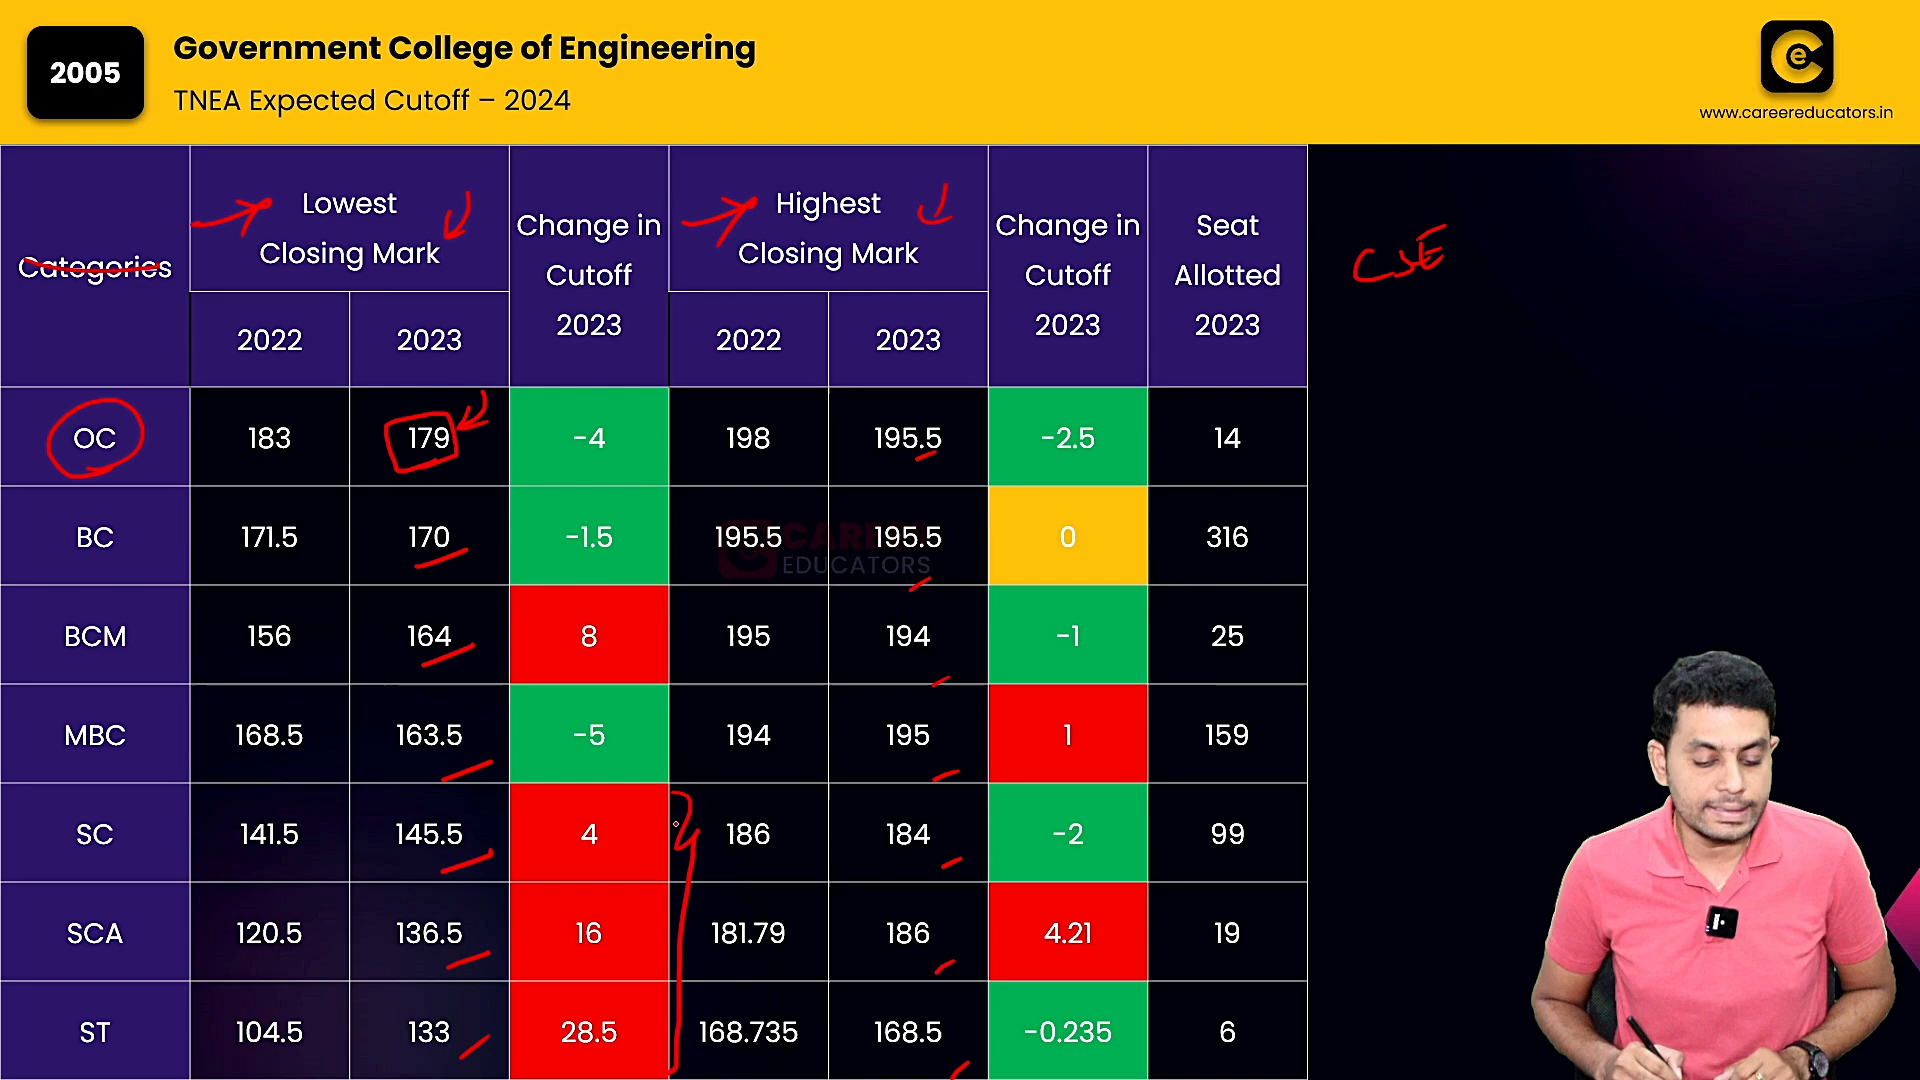 2005
Government College of Engineering
TNEA Expected Cutoff – 2024
e
www.careereducators.in
Categories
Lowest
Closing Mark
Change in
Cutoff
2023
Highest
Closing Mark
Change in
Cutoff
2023
Seat
Allotted
2023
2022 2023 2022 2023
CSE
OC 183 179 -4 198 195.5 -2.5 14
BC 171.5 170 -1.5 195.5 195.5 0 316
CAREER
EDUCATORS
BCM 156 164 8 195 194 -1 25
MBC 168.5 163.5 -5 194 195 1 159
SC 141.5 145.5 4 186 184 -2 99
SCA 120.5 136.5 16 181.79 186 4.21 19
ST 104.5 133 28.5 168.735 168.5 -0.235 6